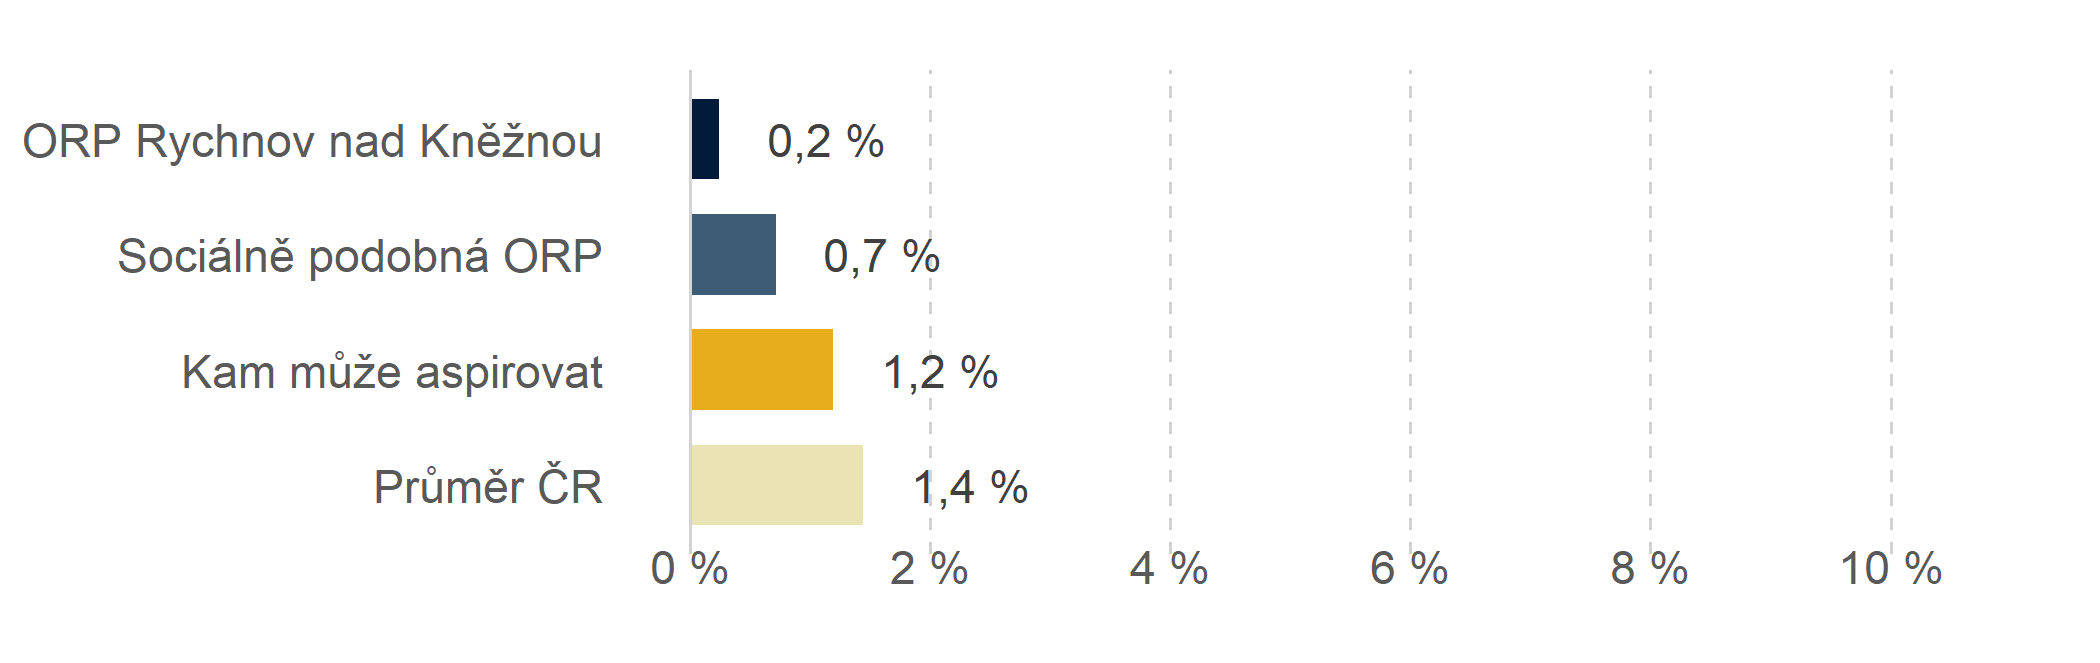 ORP Rychnov nad Kněžnou 0,2 %
Sociálně podobná ORP 0,7 %
Kam může aspirovat 1,2 %
Průměr ČR 1,4 %
0 % 2 % 4 % 6 % 8 % 10 %